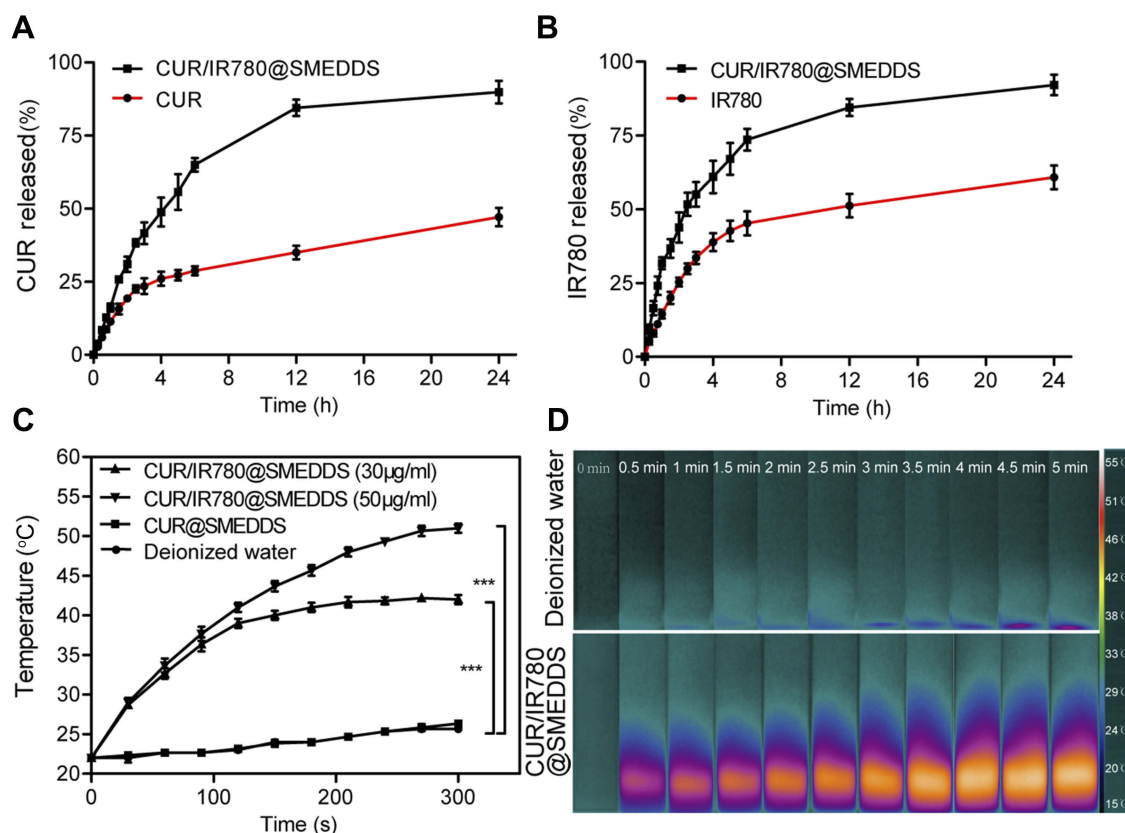 A
CUR released (%)
100
75
50
25
0
CUR/IR780@SMEDDS
CUR
0 4 8 12 16 20 24
Time (h)
B
IR780 released (%)
100
75
50
25
0
CUR/IR780@SMEDDS
IR780
0 4 8 12 16 20 24
Time (h)
C
Temperature (°C)
60
55
50
45
40
35
30
25
20
CUR/IR780@SMEDDS (30µg/ml)
CUR/IR780@SMEDDS (50µg/ml)
CUR@SMEDDS
Deionized water
***
***
0 100 200 300
Time (s)
D
Deionized water
0 min 0.5 min 1 min 1.5 min 2 min 2.5 min 3 min 3.5 min 4 min 4.5 min 5 min
CUR/IR780
@SMEDDS
55
51
46
42
38
33
29
24
20
15